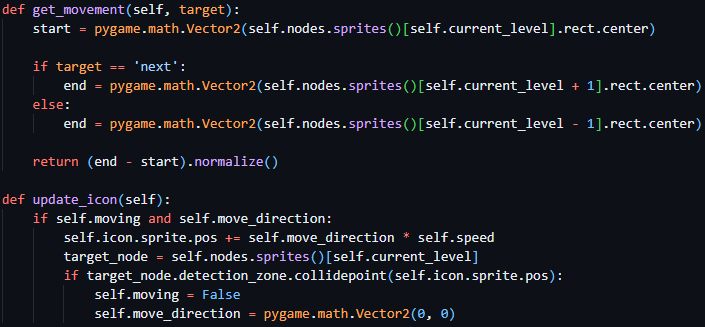 def get_movement(self, target):
    start = pygame.math.Vector2(self.nodes.sprites()[self.current_level].rect.center)

    if target == 'next':
        end = pygame.math.Vector2(self.nodes.sprites()[self.current_level + 1].rect.center)
    else:
        end = pygame.math.Vector2(self.nodes.sprites()[self.current_level - 1].rect.center)

    return (end - start).normalize()

def update_icon(self):
    if self.moving and self.move_direction:
        self.icon.sprite.pos += self.move_direction * self.speed
        target_node = self.nodes.sprites()[self.current_level]
        if target_node.detection_zone.collidepoint(self.icon.sprite.pos):
            self.moving = False
            self.move_direction = pygame.math.Vector2(0, 0)